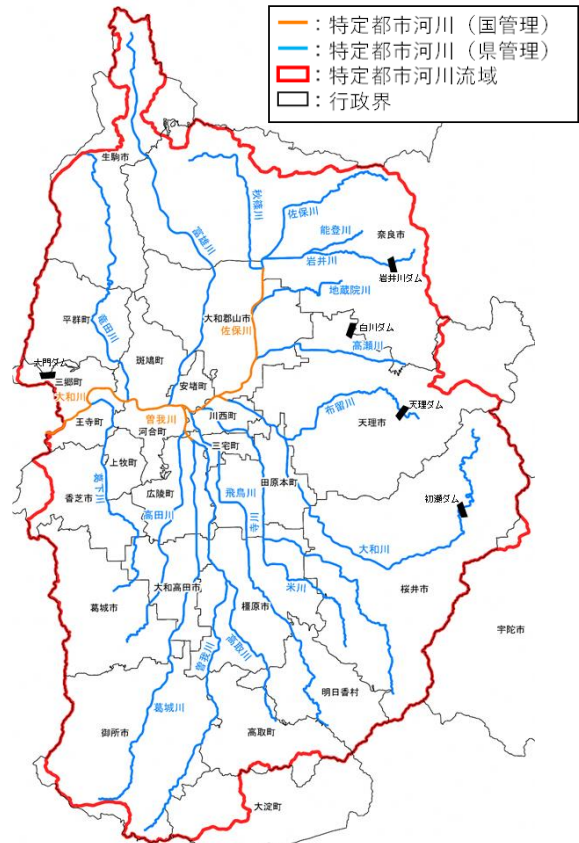 ：特定都市河川（国管理）
：特定都市河川（県管理）
：特定都市河川流域
：行政界
生駒市
秋篠川
佐保川
富雄川
能登川
奈良市
岩井川
岩井川ダム
地蔵院川
大和郡山市
佐保川
白川ダム
平群町
竜田川
斑鳩町
高瀬川
大門ダム
三郷町
安堵町
大和川
布留川
天理ダム
王寺町
曽我川
川西町
天理市
河合町
三宅町
上牧町
田原本町
葛下川
香芝市
広陵町
飛鳥川
初瀬ダム
高田川
寺川
大和川
米川
大和高田市
桜井市
葛城市
橿原市
宇陀市
曽我川
高取川
明日香村
葛城川
御所市
高取町
大淀町